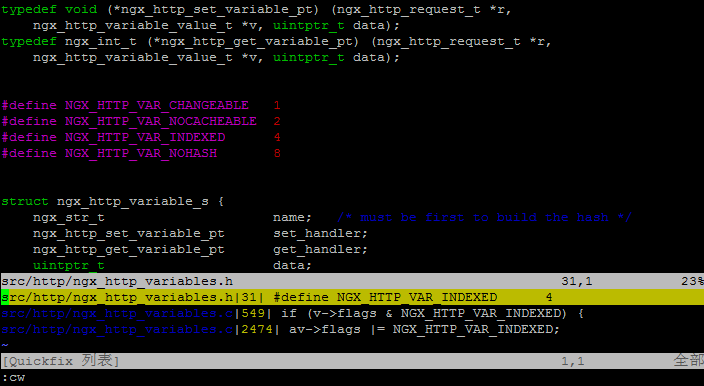 typedef void (*ngx_http_set_variable_pt) (ngx_http_request_t *r,
    ngx_http_variable_value_t *v, uintptr_t data);
typedef ngx_int_t (*ngx_http_get_variable_pt) (ngx_http_request_t *r,
    ngx_http_variable_value_t *v, uintptr_t data);
#define NGX_HTTP_VAR_CHANGEABLE   1
#define NGX_HTTP_VAR_NOCACHEABLE  2
#define NGX_HTTP_VAR_INDEXED      4
#define NGX_HTTP_VAR_NOHASH       8
struct ngx_http_variable_s {
    ngx_str_t                     name;   /* must be first to build the hash */
    ngx_http_set_variable_pt      set_handler;
    ngx_http_get_variable_pt      get_handler;
    uintptr_t                     data;
src/http/ngx_http_variables.h                                         31,1           23%
src/http/ngx_http_variables.h|31| #define NGX_HTTP_VAR_INDEXED      4
src/http/ngx_http_variables.c|549| if (v->flags & NGX_HTTP_VAR_INDEXED) {
src/http/ngx_http_variables.c|2474| av->flags |= NGX_HTTP_VAR_INDEXED;
~
[Quickfix 列表]                                                       1,1           全部
:cw